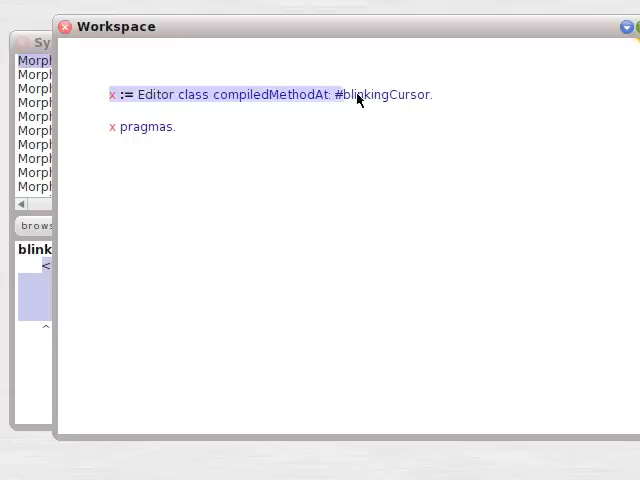 Workspace
Sy
Morph
Morph
Morph
Morph
Morph
Morph
Morph
Morph
Morph
Morph
brows
blink
<
^
x := Editor class compiledMethodAt: #blinkingCursor.
x pragmas.